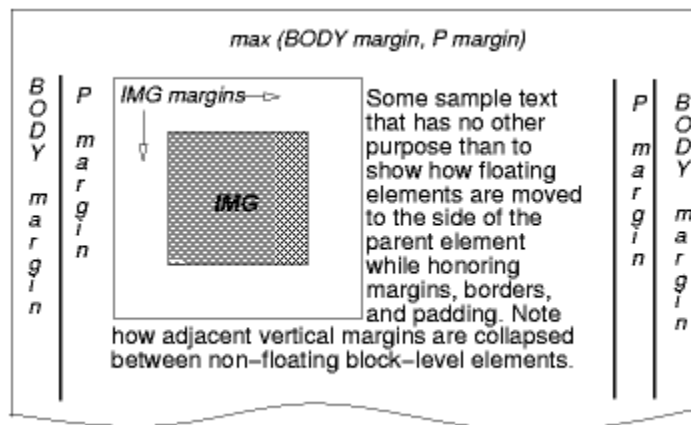 max (BODY margin, P margin)
BODY margin
P margin
IMG margins
IMG
Some sample text
that has no other
purpose than to
show how floating
elements are moved
to the side of the
parent element
while honoring
margins, borders,
and padding. Note
how adjacent vertical margins are collapsed
between non–floating block–level elements.
P margin
BODY margin